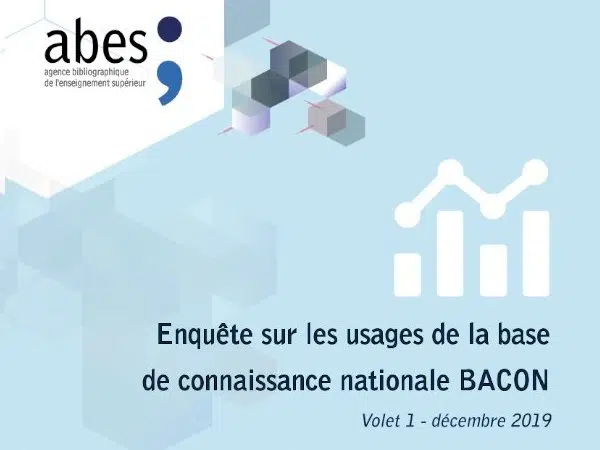 abes
agence bibliographique
de l'enseignement supérieur
Enquête sur les usages de la base
de connaissance nationale BACON
Volet 1 - décembre 2019